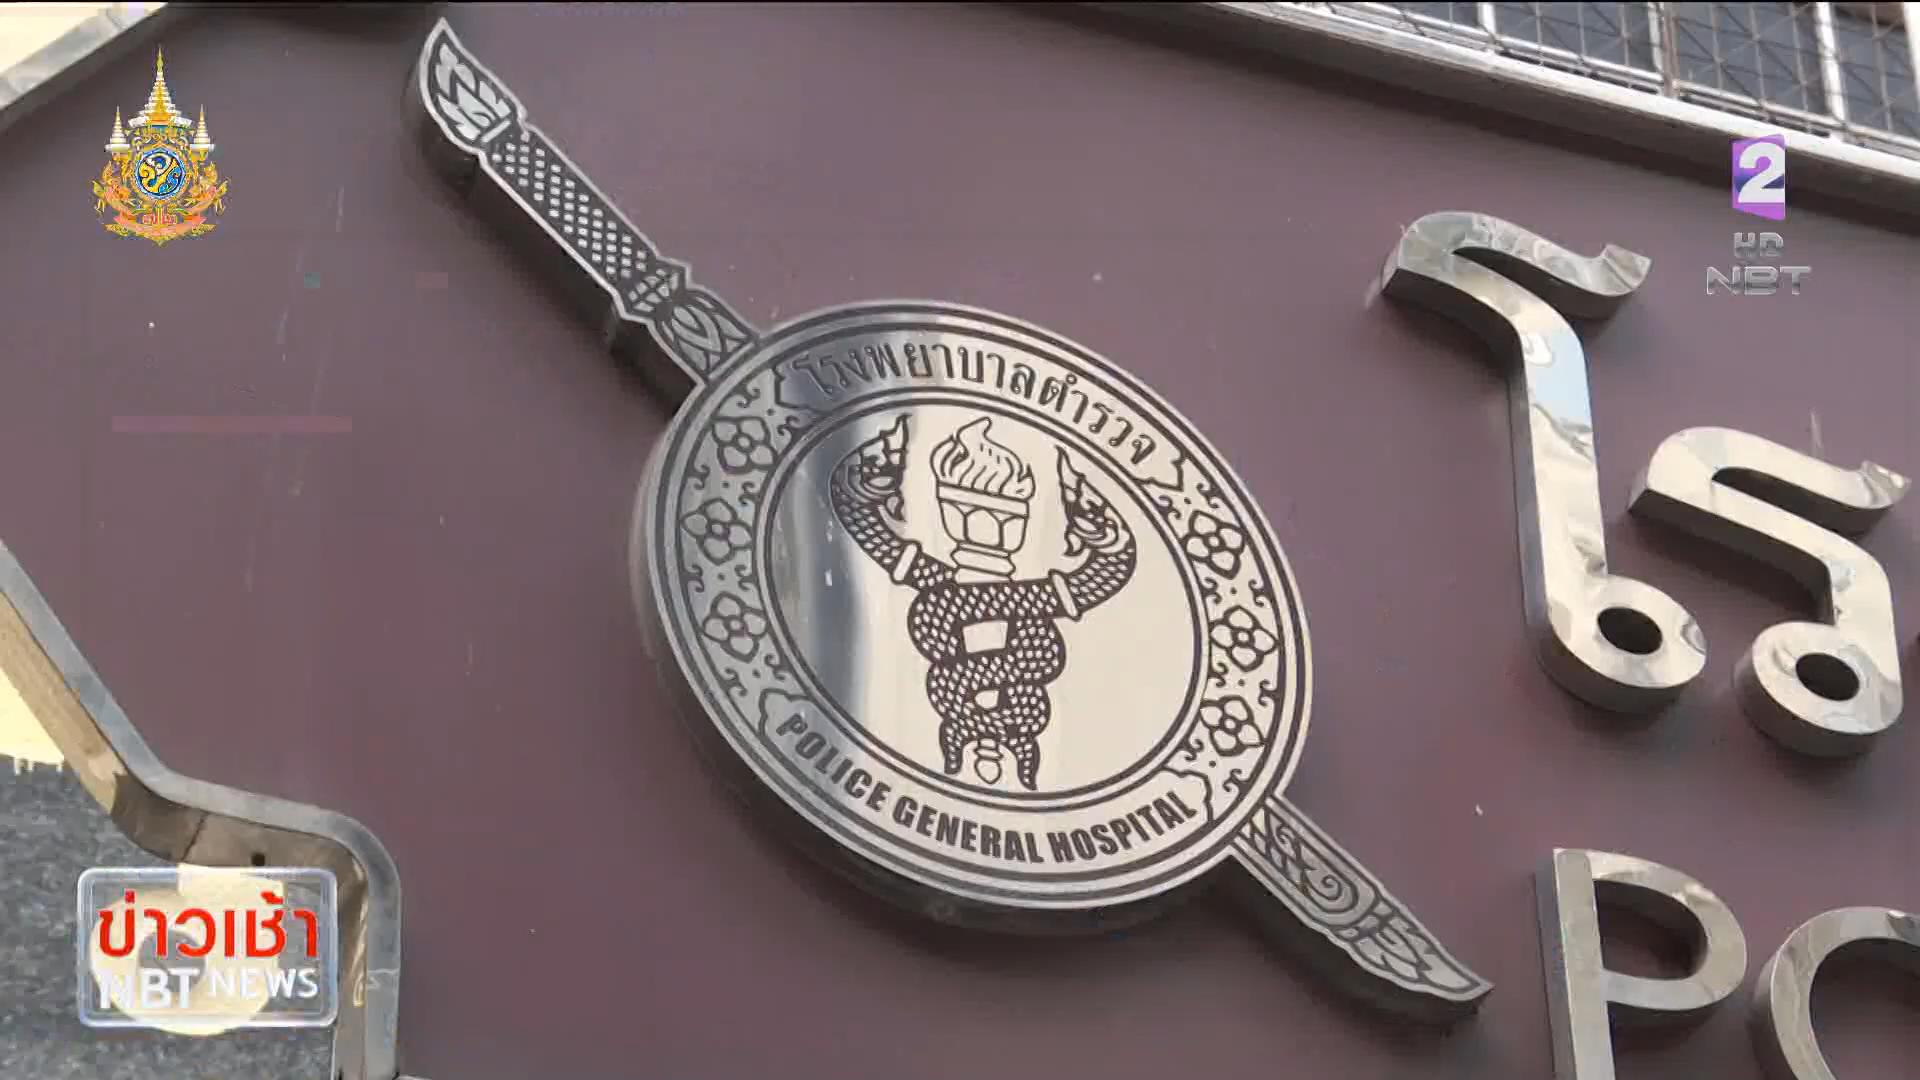 2
HD
NBT
โรงพยาบาลตำรวจ
POLICE GENERAL HOSPITAL
โร
PO
ข่าวเช้า
NBT NEWS